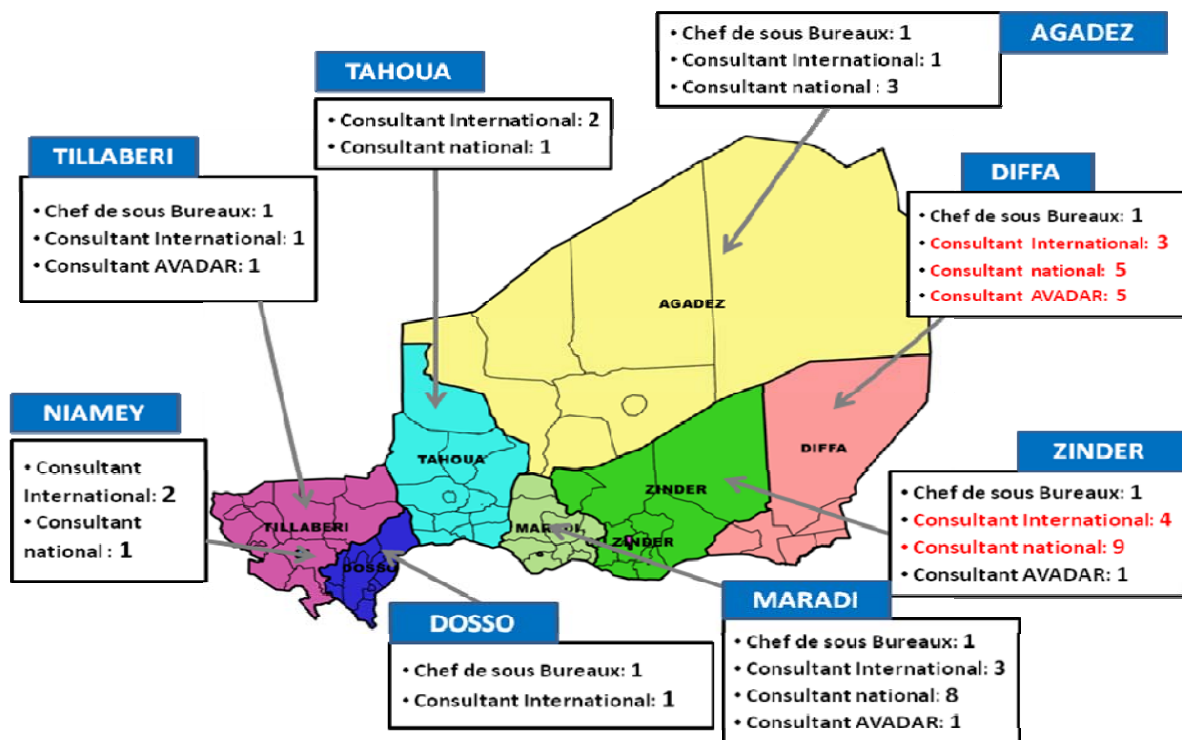 AGADEZ
• Chef de sous Bureaux: 1
• Consultant International: 1
• Consultant national : 3
TAHOUA
• Consultant International: 2
• Consultant national: 1
TILLABERI
• Chef de sous Bureaux: 1
• Consultant International: 1
• Consultant AVADAR: 1
DIFFA
• Chef de sous Bureaux: 1
• Consultant International: 3
• Consultant national: 5
• Consultant AVADAR: 5
NIAMEY
• Consultant
International: 2
• Consultant
national : 1
ZINDER
• Chef de sous Bureaux: 1
• Consultant International: 4
• Consultant national: 9
• Consultant AVADAR: 1
DOSSO
• Chef de sous Bureaux: 1
• Consultant International: 1
MARADI
• Chef de sous Bureaux: 1
• Consultant International: 3
• Consultant national: 8
• Consultant AVADAR: 1
AGADEZ
DIFFA
TAHOUA
ZINDER
TILLABERI
ZINDER